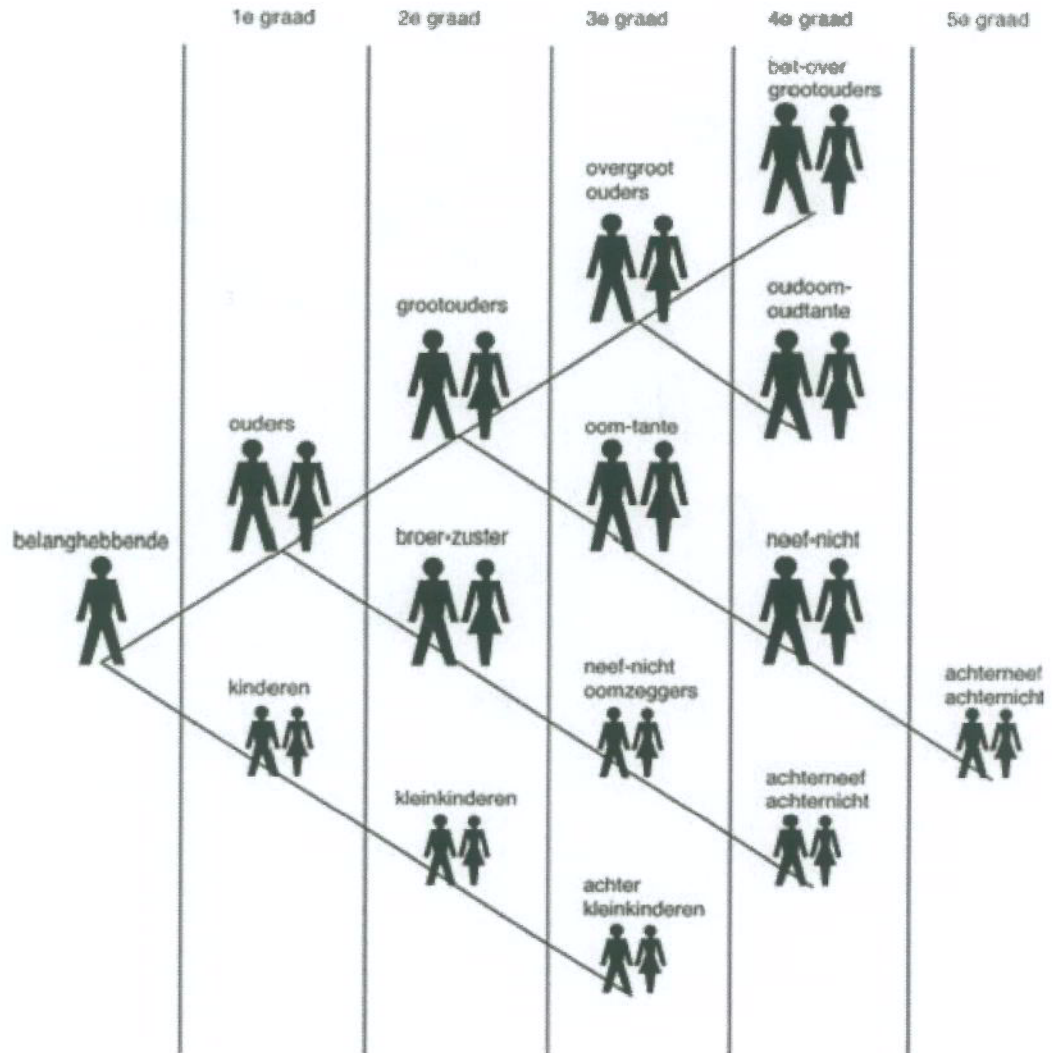 1e graad
2e graad
3e graad
4e graad
5e graad
bet-over
grootouders
overgroot
ouders
oudoom-
oudtante
grootouders
ouders
oom-tante
belanghebbende
broer-zuster
neef-nicht
kinderen
neef-nicht
oomzeggers
achterneef
achternicht
kleinkinderen
achterneef
achternicht
achter
kleinkinderen